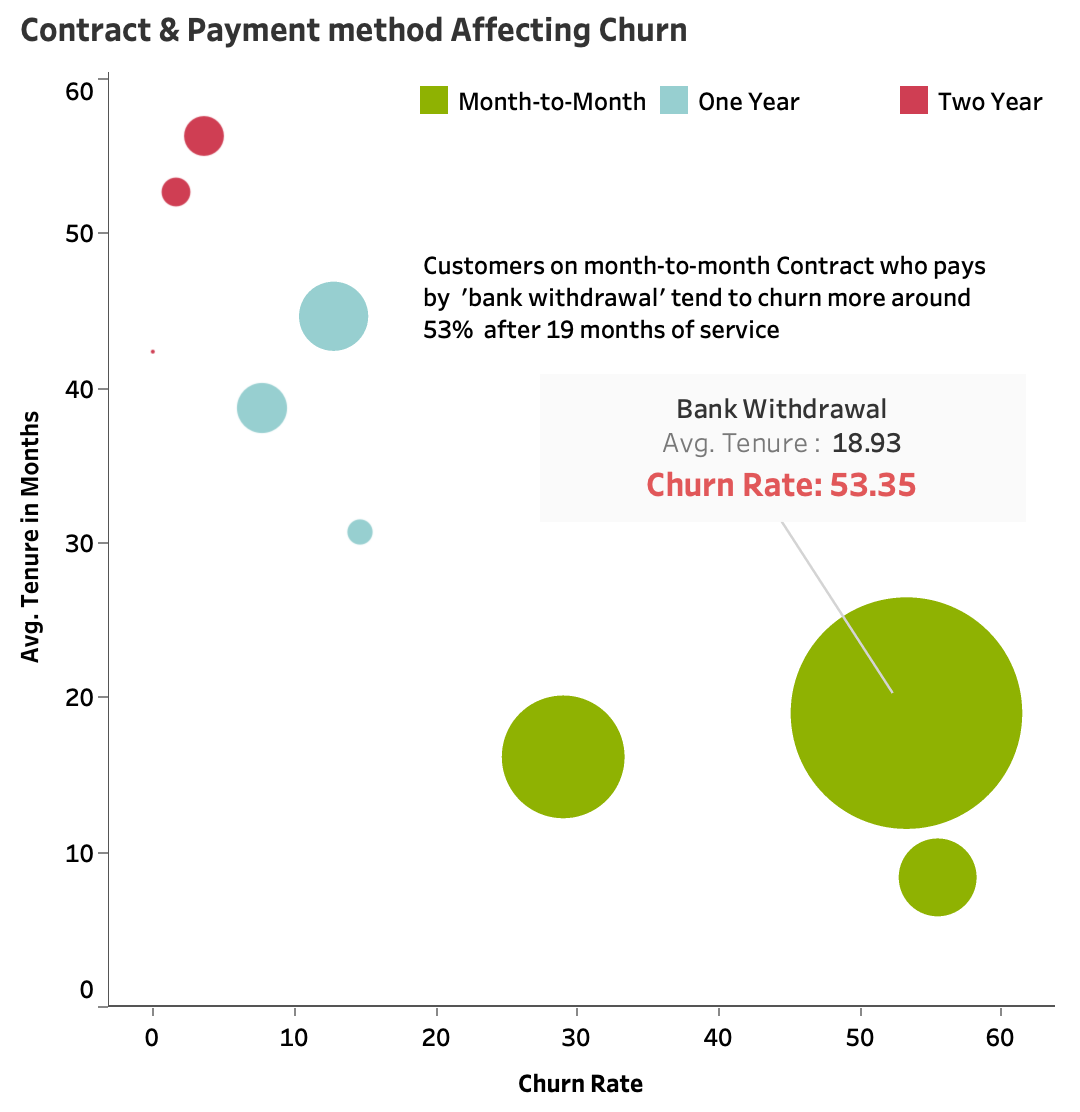 Contract & Payment method Affecting Churn
Month-to-Month
One Year
Two Year
Customers on month-to-month Contract who pays
by 'bank withdrawal' tend to churn more around
53% after 19 months of service
Bank Withdrawal
Avg. Tenure : 18.93
Churn Rate: 53.35
Avg. Tenure in Months
60
50
40
30
20
10
0
0
10
20
30
40
50
60
Churn Rate